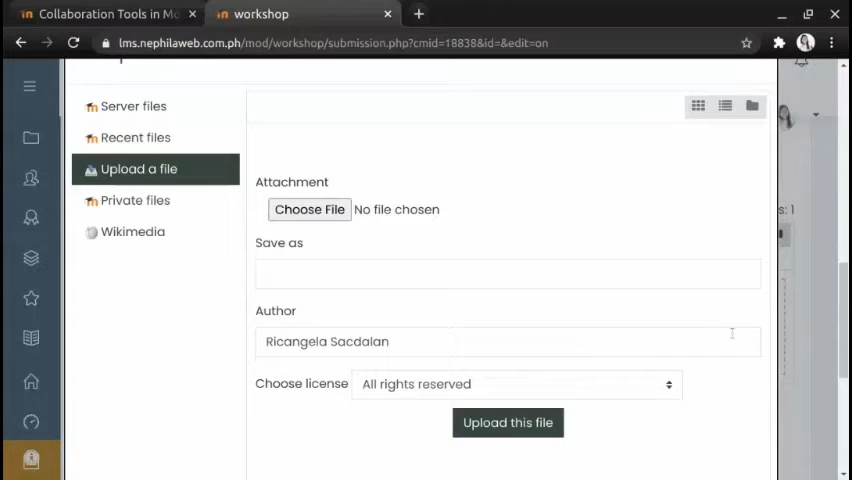 Collaboration Tools in Mo
workshop
lms.nephilaweb.com.ph/mod/workshop/submission.php?cmid=18838&id=&edit=on
Server files
Recent files
Upload a file
Private files
Wikimedia
Attachment
Choose File No file chosen
Save as
Author
Ricangela Sacdalan
Choose license All rights reserved
Upload this file
s: 1